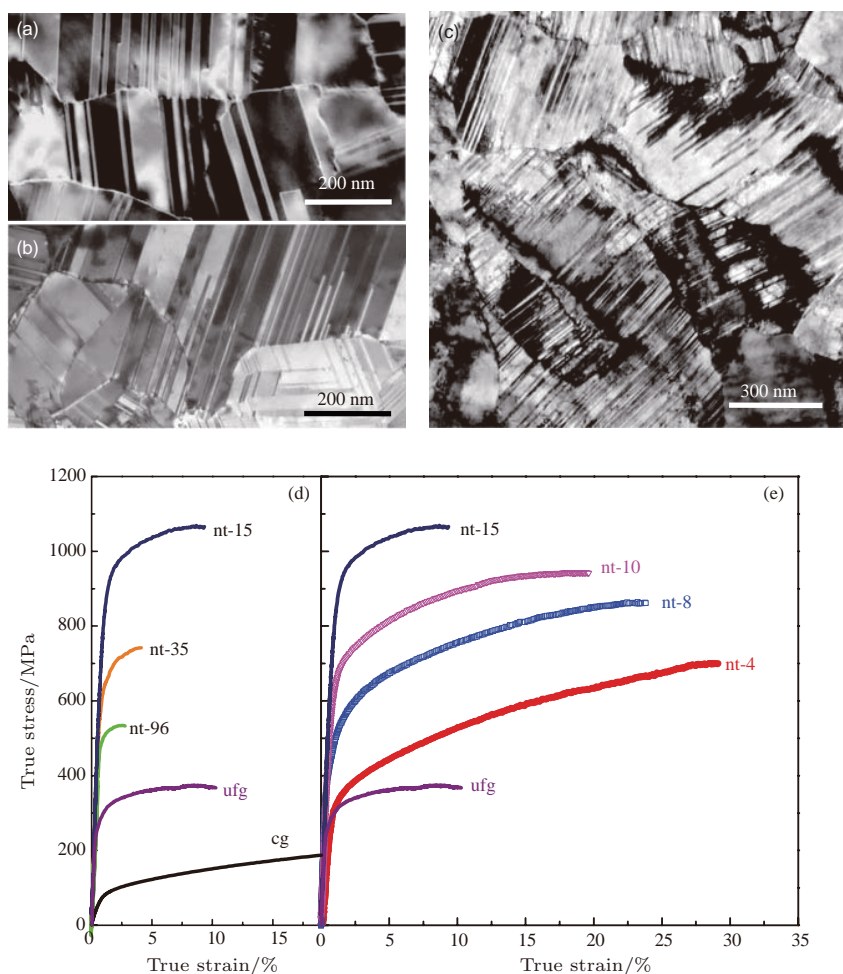 (a)
200 nm
(b)
200 nm
(c)
300 nm
(d)
(e)
1200
1000
800
600
400
200
0
True stress/MPa
nt-15
nt-35
nt-96
ufg
cg
0 5 10 15
True strain/%
nt-15
nt-10
nt-8
nt-4
ufg
0 5 10 15 20 25 30 35
True strain/%